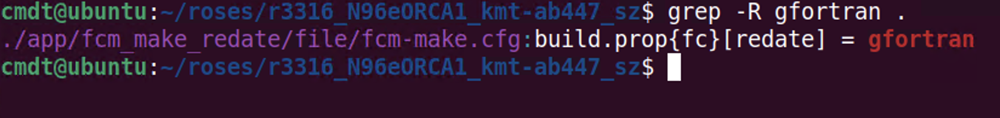 cmdt@ubuntu:~/roses/r3316_N96eORCA1_kmt-ab447_sz$ grep -R gfortran .
./app/fcm_make_redate/file/fcm-make.cfg:build.prop{fc}[redate] = gfortran
cmdt@ubuntu:~/roses/r3316_N96eORCA1_kmt-ab447_sz$